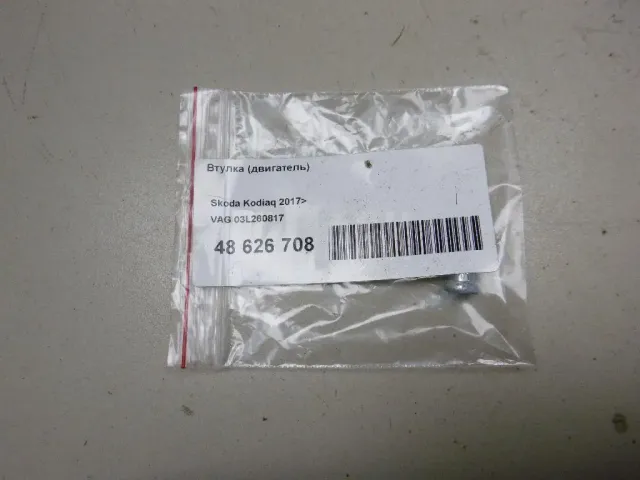 Втулка (двигатель)
Skoda Kodiaq 2017>
VAG 03L260817
48 626 708